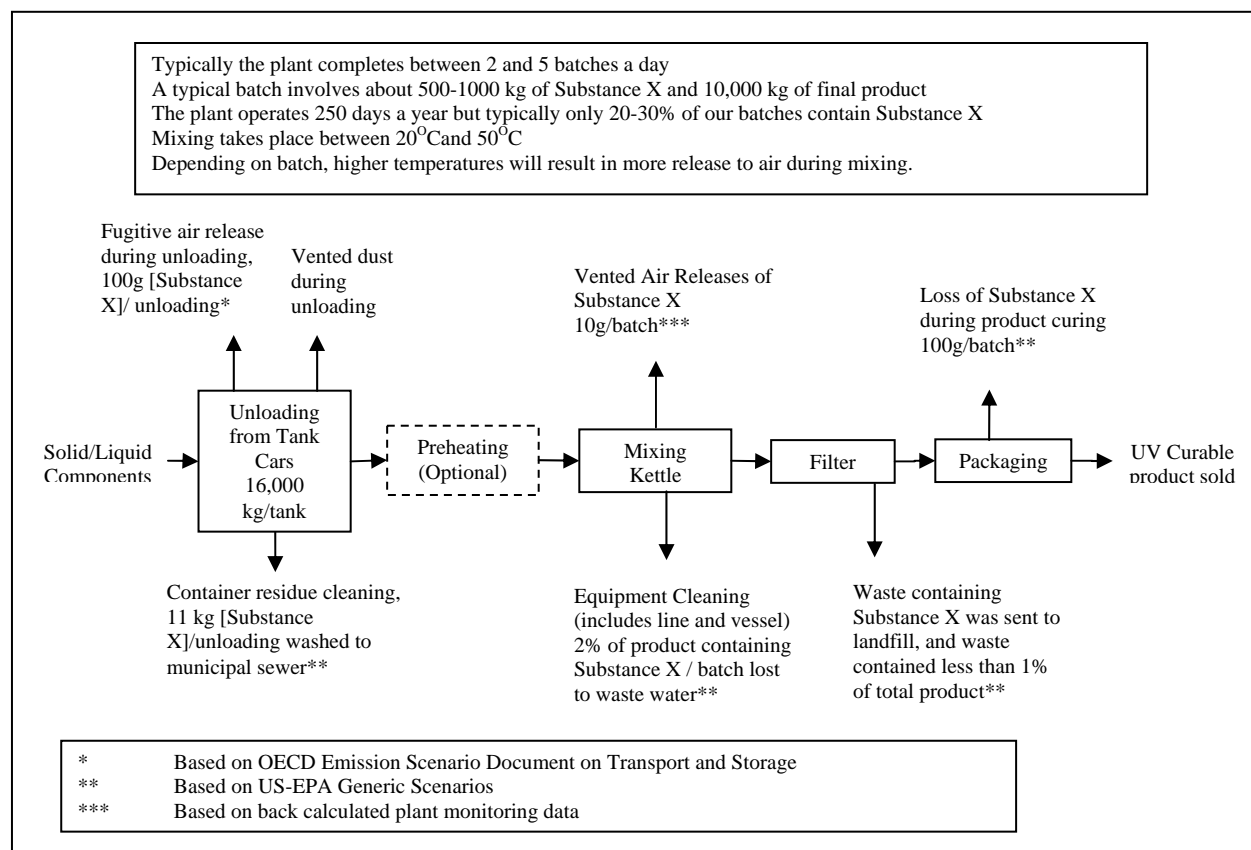 Typically the plant completes between 2 and 5 batches a day
A typical batch involves about 500-1000 kg of Substance X and 10,000 kg of final product
The plant operates 250 days a year but typically only 20-30% of our batches contain Substance X
Mixing takes place between 20°Cand 50°C
Depending on batch, higher temperatures will result in more release to air during mixing.
Fugitive air release
during unloading,
100g [Substance
X]/ unloading*
Vented dust
during
unloading
Vented Air Releases of
Substance X
10g/batch***
Loss of Substance X
during product curing
100g/batch**
Solid/Liquid
Components
Unloading
from Tank
Cars
16,000
kg/tank
Preheating
(Optional)
Mixing
Kettle
Filter
Packaging
UV Curable
product sold
Container residue cleaning,
11 kg [Substance
X]/unloading washed to
municipal sewer**
Equipment Cleaning
(includes line and vessel)
2% of product containing
Substance X / batch lost
to waste water**
Waste containing
Substance X was sent to
landfill, and waste
contained less than 1%
of total product**
* Based on OECD Emission Scenario Document on Transport and Storage
** Based on US-EPA Generic Scenarios
*** Based on back calculated plant monitoring data